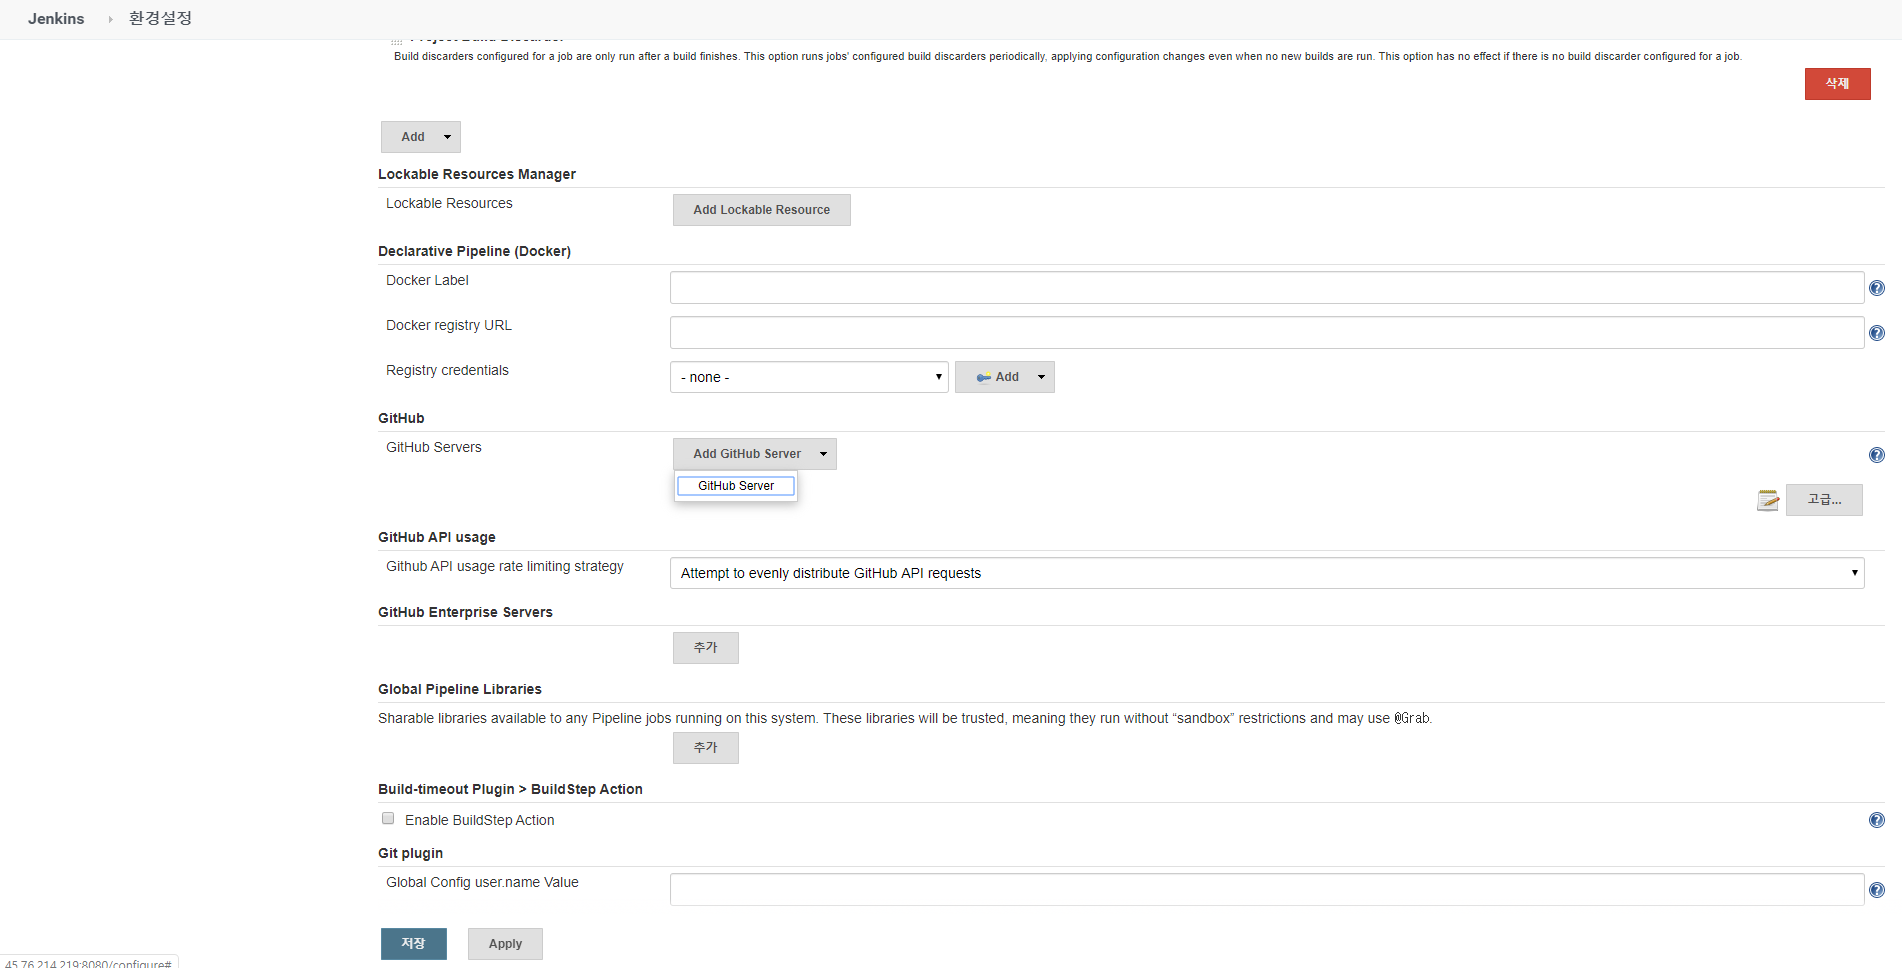 Jenkins › 환경설정
Project Build Discarder
Build discarders configured for a job are only run after a build finishes. This option runs jobs' configured build discarders periodically, applying configuration changes even when no new builds are run. This option has no effect if there is no build discarder configured for a job.
삭제
Add
Lockable Resources Manager
Lockable Resources
Add Lockable Resource
Declarative Pipeline (Docker)
Docker Label
Docker registry URL
Registry credentials
- none -
Add
GitHub
GitHub Servers
Add GitHub Server
GitHub Server
고급...
GitHub API usage
Github API usage rate limiting strategy
Attempt to evenly distribute GitHub API requests
GitHub Enterprise Servers
추가
Global Pipeline Libraries
Sharable libraries available to any Pipeline jobs running on this system. These libraries will be trusted, meaning they run without “sandbox” restrictions and may use @Grab.
추가
Build-timeout Plugin > BuildStep Action
Enable BuildStep Action
Git plugin
Global Config user.name Value
저장
Apply
45.76.214.219:8080/configure#